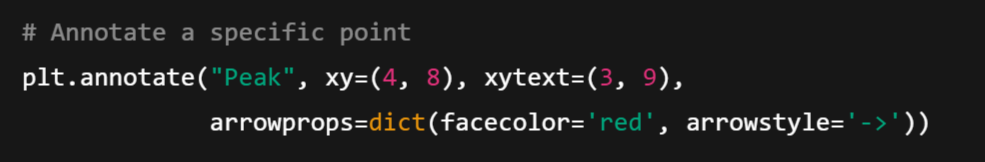 # Annotate a specific point
plt.annotate("Peak", xy=(4, 8), xytext=(3, 9),
             arrowprops=dict(facecolor='red', arrowstyle='->'))